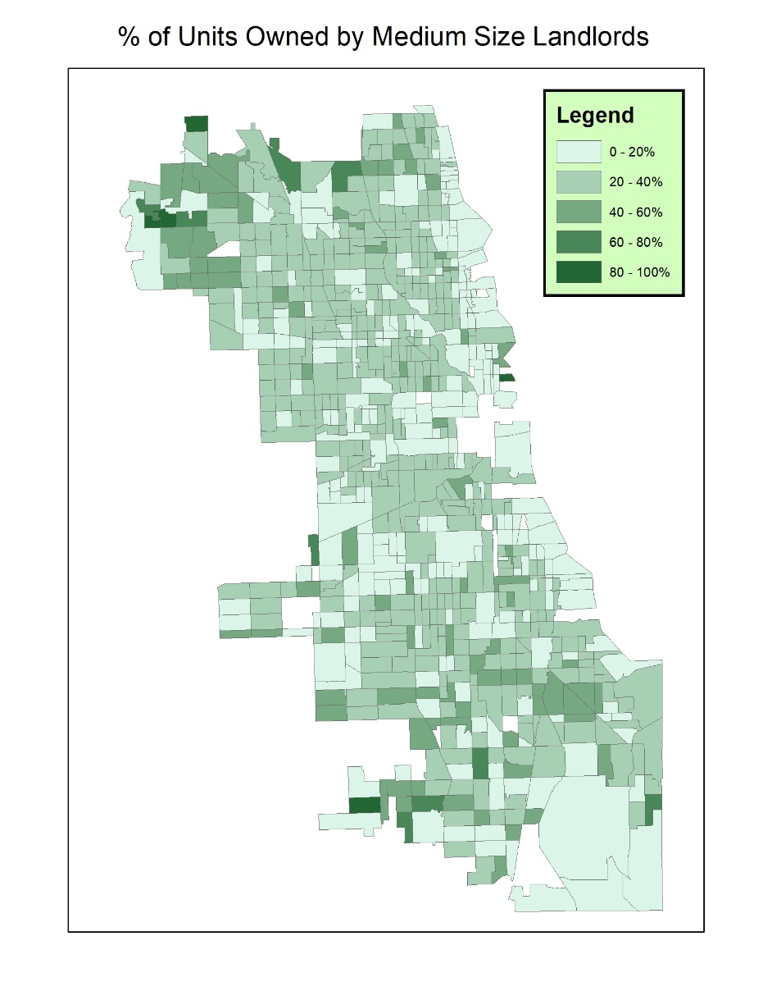 % of Units Owned by Medium Size Landlords
Legend
0 - 20%
20 - 40%
40 - 60%
60 - 80%
80 - 100%